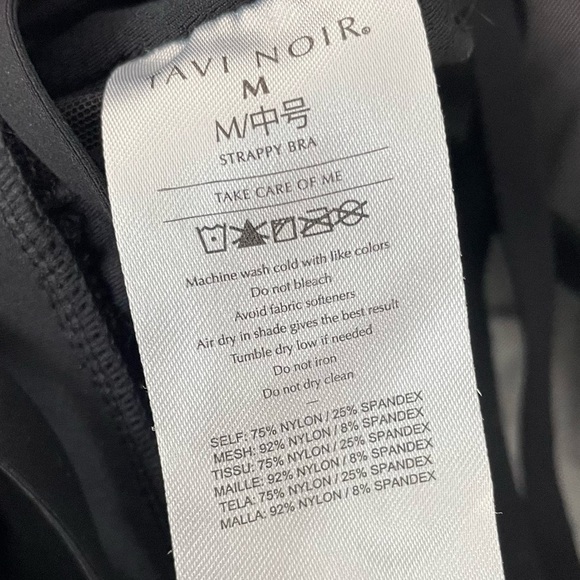 TAVI NOIR®
M
M/中号
STRAPPY BRA
TAKE CARE OF ME
Machine wash cold with like colors
Do not bleach
Avoid fabric softeners
Air dry in shade gives the best result
Tumble dry low if needed
Do not iron
Do not dry clean
SELF: 75% NYLON / 25% SPANDEX
MESH: 92% NYLON / 8% SPANDEX
TISSU: 75% NYLON / 25% SPANDEX
MAILLE: 92% NYLON / 8% SPANDEX
TELA: 75% NYLON / 25% SPANDEX
MALLA: 92% NYLON / 8% SPANDEX